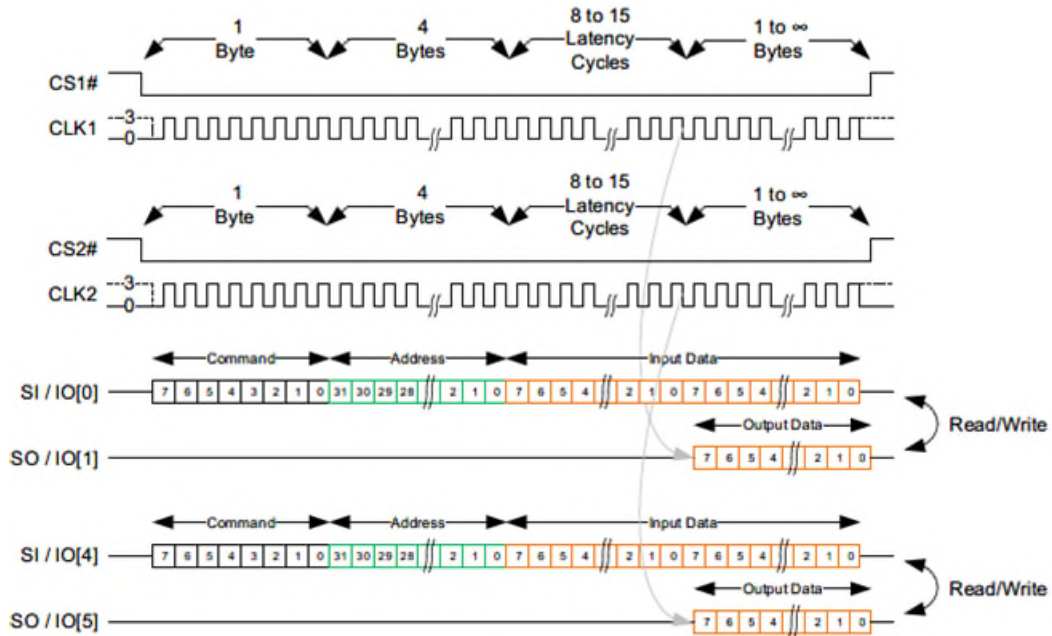 1 Byte
4 Bytes
8 to 15 Latency Cycles
1 to ∞ Bytes
CS1#
CLK1
3
0
1 Byte
4 Bytes
8 to 15 Latency Cycles
1 to ∞ Bytes
CS2#
CLK2
3
0
Command Address Input Data
SI / IO[0] 7 6 5 4 3 2 1 0 31 30 29 28 2 1 0 7 6 5 4 2 1 0 7 6 5 4 2 1 0
Read/Write
Output Data
SO / IO[1] 7 6 5 4 2 1 0
Command Address Input Data
SI / IO[4] 7 6 5 4 3 2 1 0 31 30 29 28 2 1 0 7 6 5 4 2 1 0 7 6 5 4 2 1 0
Read/Write
Output Data
SO / IO[5] 7 6 5 4 2 1 0